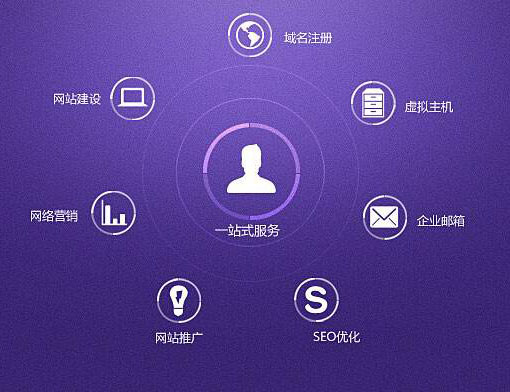 域名注册
网站建设
虚拟主机
网络营销
企业邮箱
一站式服务
网站推广
S
SEO优化